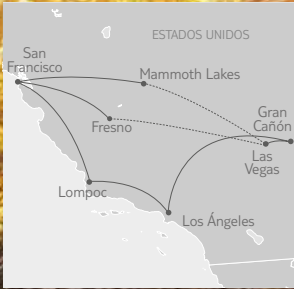 ESTADOS UNIDOS
San
Francisco
Mammoth Lakes
Gran
Cañón
Fresno
Las
Vegas
Lompoc
Los Ángeles